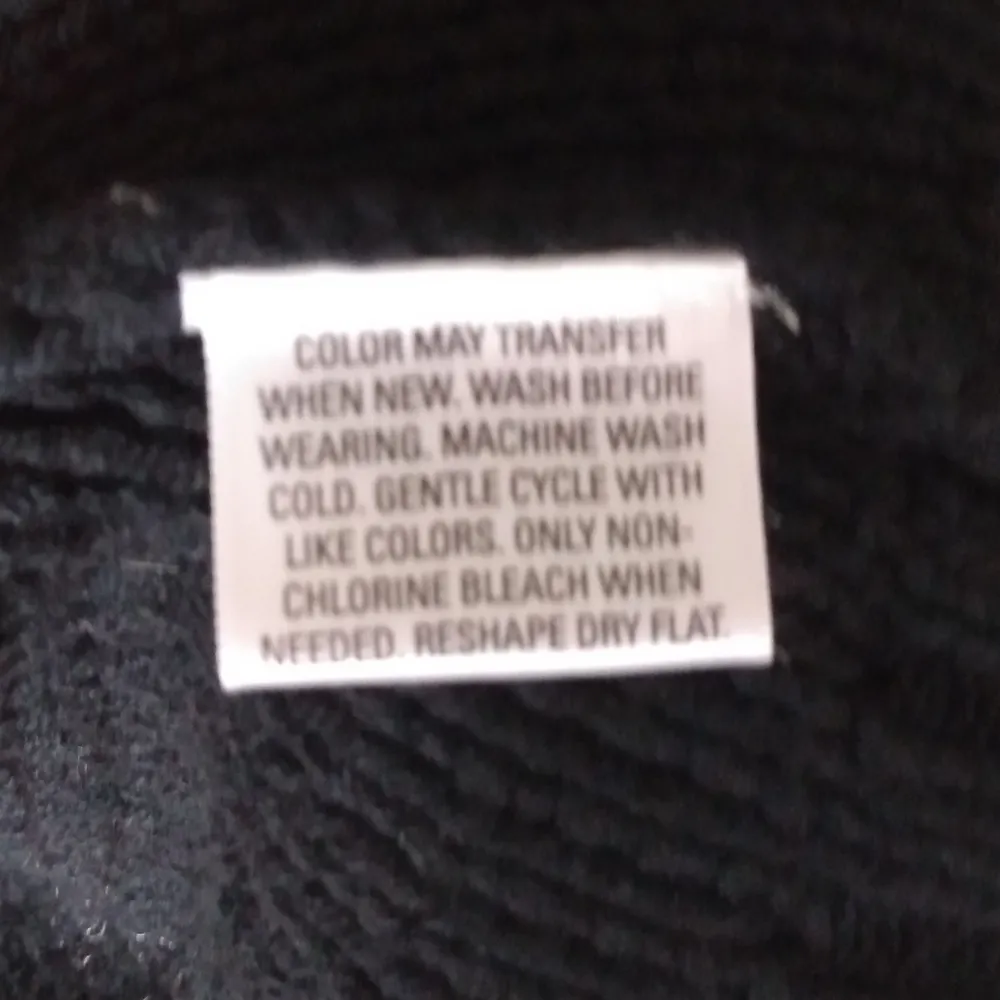 COLOR MAY TRANSFER
WHEN NEW. WASH BEFORE
WEARING. MACHINE WASH
COLD. GENTLE CYCLE WITH
LIKE COLORS. ONLY NON-
CHLORINE BLEACH WHEN
NEEDED. RESHAPE DRY FLAT.